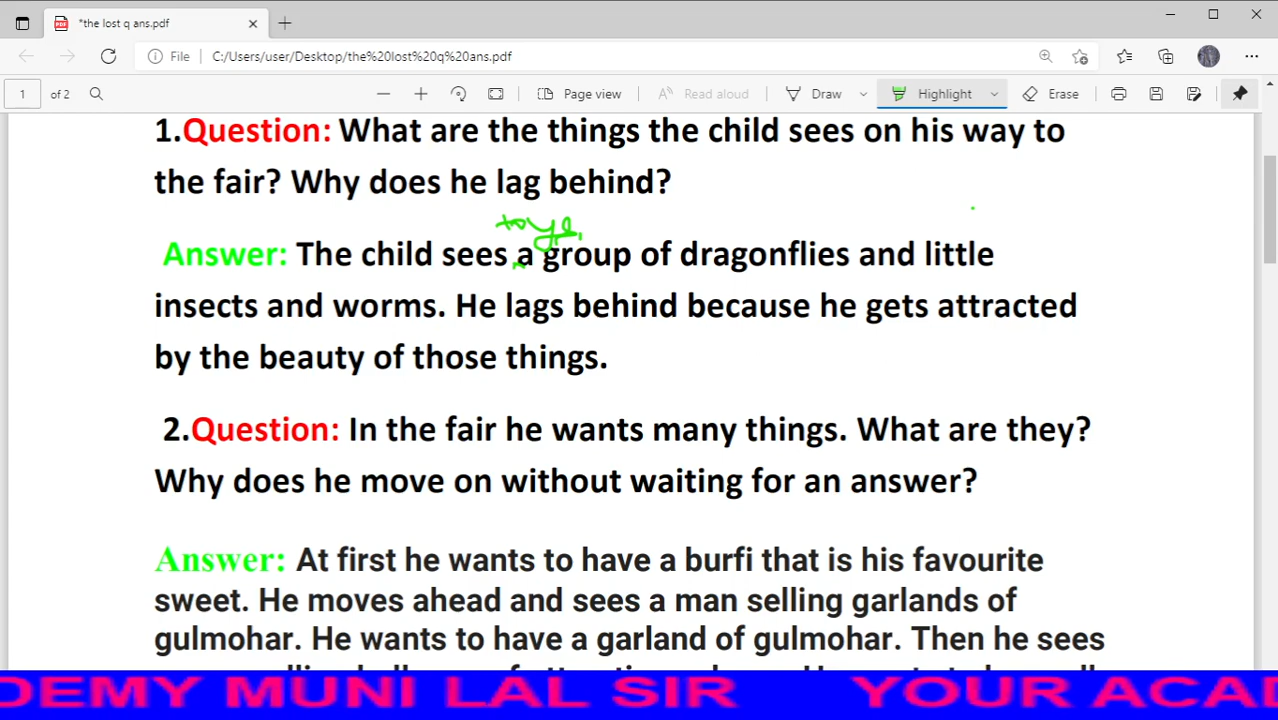 *the lost q ans.pdf
File C:/Users/user/Desktop/the%20lost%20q%20ans.pdf
1 of 2 Page view Read aloud Draw Highlight Erase
1.Question: What are the things the child sees on his way to
the fair? Why does he lag behind?
toys,
Answer: The child sees a group of dragonflies and little
insects and worms. He lags behind because he gets attracted
by the beauty of those things.
2.Question: In the fair he wants many things. What are they?
Why does he move on without waiting for an answer?
Answer: At first he wants to have a burfi that is his favourite
sweet. He moves ahead and sees a man selling garlands of
gulmohar. He wants to have a garland of gulmohar. Then he sees
DEMY MUNI LAL SIR YOUR ACAD